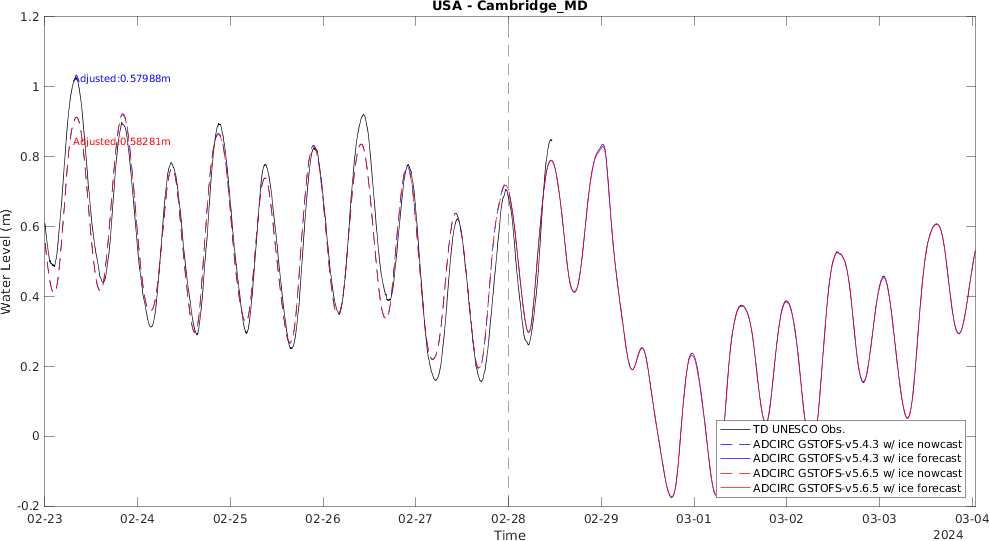 USA - Cambridge_MD
1.2
1
0.8
0.6
0.4
0.2
0
-0.2
Water Level (m)
Adjusted:0.57988m
Adjusted:0.58281m
TD UNESCO Obs.
ADCIRC GSTOFS-v5.4.3 w/ ice nowcast
ADCIRC GSTOFS-v5.4.3 w/ ice forecast
ADCIRC GSTOFS-v5.6.5 w/ ice nowcast
ADCIRC GSTOFS-v5.6.5 w/ ice forecast
02-23 02-24 02-25 02-26 02-27 02-28 02-29 03-01 03-02 03-03 03-04
Time
2024